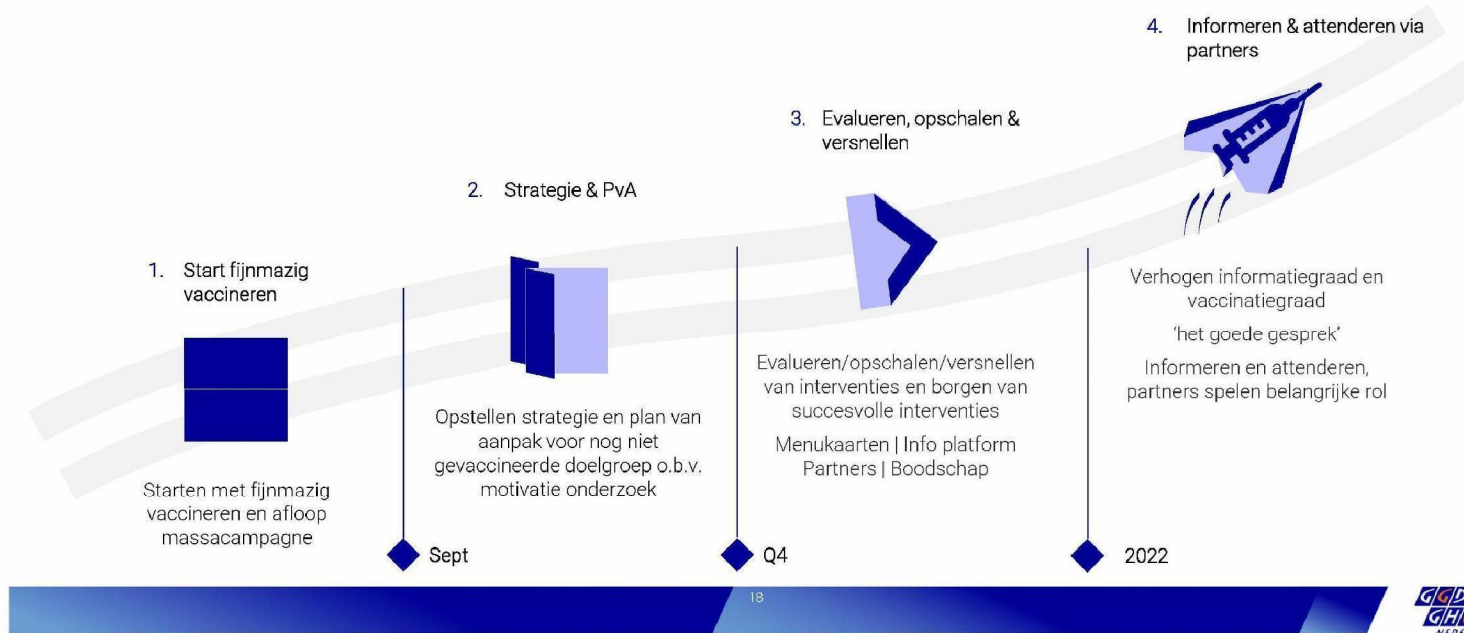 1. Start fijnmazig
vaccineren
Starten met fijnmazig
vaccineren en afloop
massacampagne
Sept
2. Strategie & PvA
Opstellen strategie en plan van
aanpak voor nog niet
gevaccineerde doelgroep o.b.v.
motivatie onderzoek
Q4
3. Evalueren, opschalen &
versnellen
Evalueren/opschalen/versnellen
van interventies en borgen van
succesvolle interventies
Menukaarten | Info platform
Partners | Boodschap
2022
4. Informeren & attenderen via
partners
Verhogen informatiegraad en
vaccinatiegraad
'het goede gesprek'
Informeren en attenderen,
partners spelen belangrijke rol
18
GGD